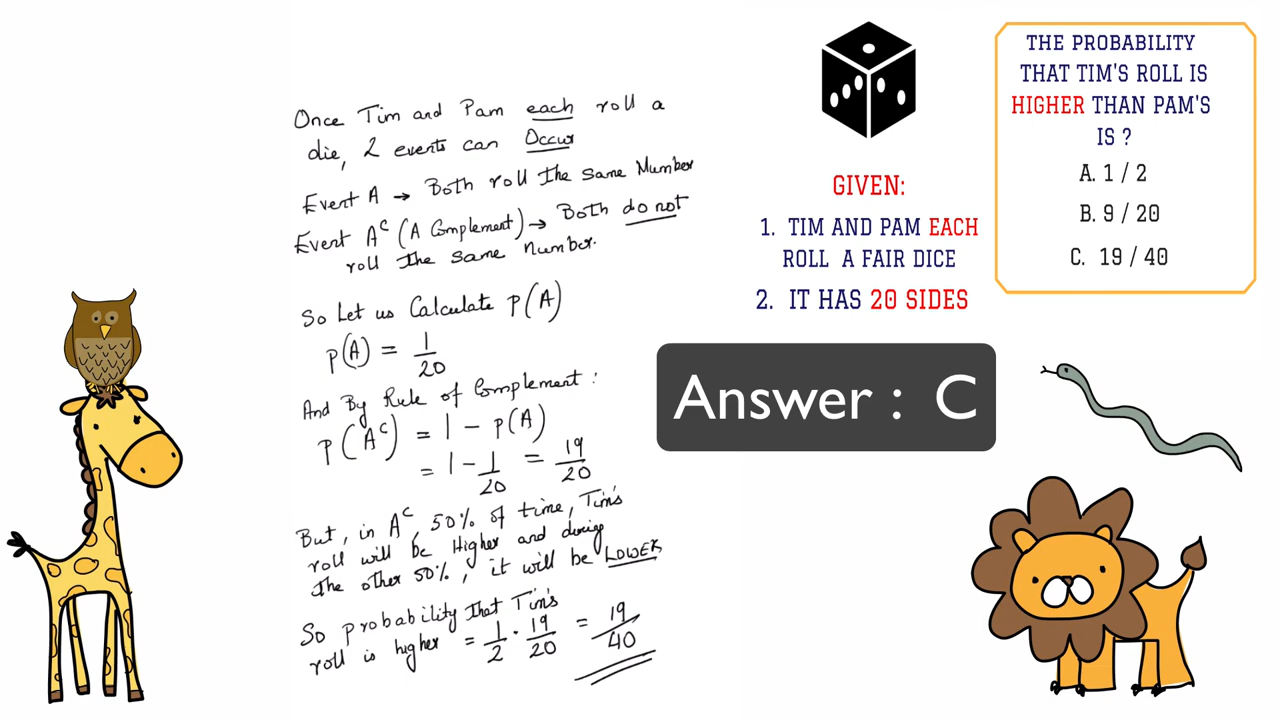 Once Tim and Pam each roll a
die, 2 events can Occur
Event A → Both roll the same Number
Event Aᶜ (A Complement) → Both do not
roll the same number.
So Let us Calculate P(A)
P(A) = 1/20
And By Rule of Complement :
P(Aᶜ) = 1 - P(A)
= 1 - 1/20 = 19/20
But, in Aᶜ, 50% of time, Tim's
roll will be Higher and during
the other 50%, it will be LOWER
So probability that Tim's
roll is higher = 1/2 · 19/20 = 19/40
GIVEN:
1. TIM AND PAM EACH
ROLL A FAIR DICE
2. IT HAS 20 SIDES
THE PROBABILITY
THAT TIM'S ROLL IS
HIGHER THAN PAM'S
IS ?
A. 1 / 2
B. 9 / 20
C. 19 / 40
Answer : C